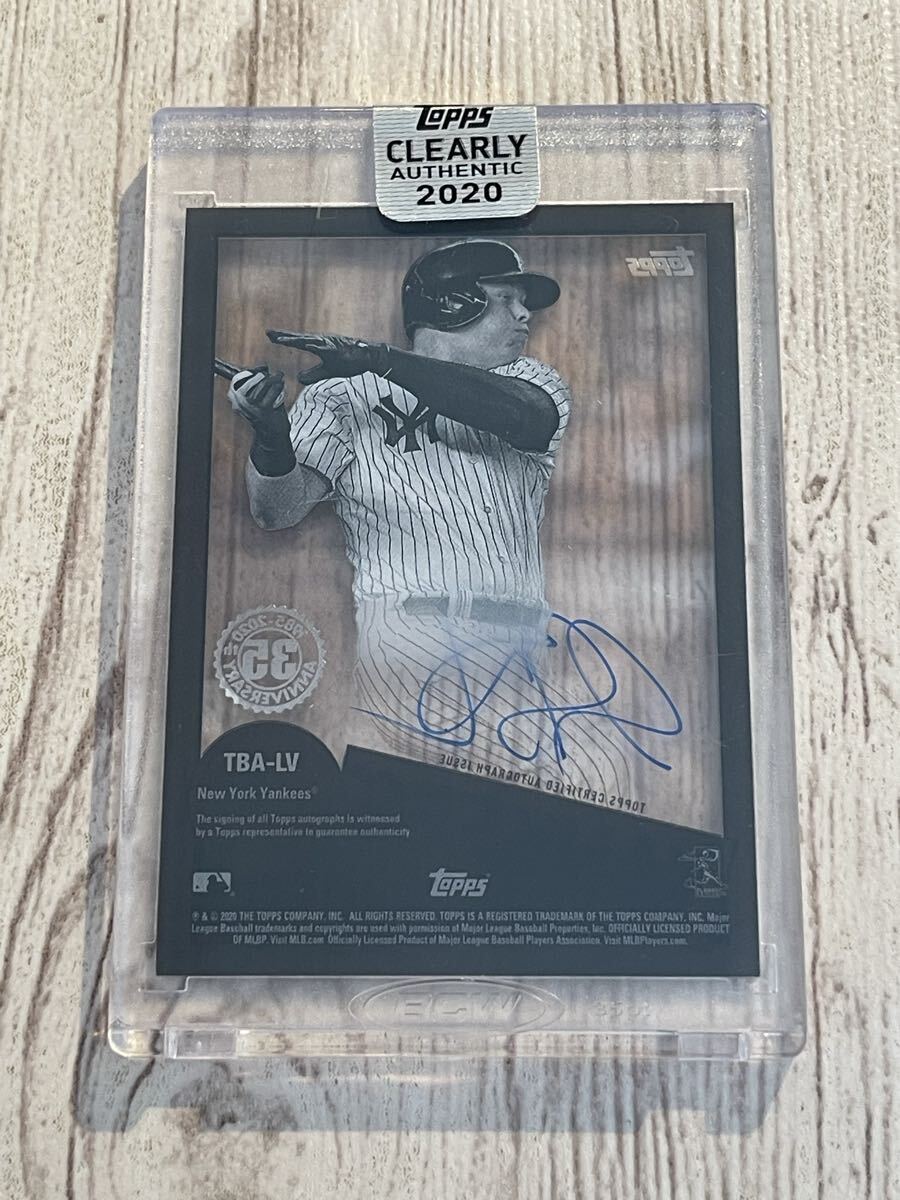 Topps
CLEARLY
AUTHENTIC
2020
Topps
1985-2020
35TH
ANNIVERSARY
TOPPS CERTIFIED AUTOGRAPH ISSUE
TBA-LV
New York Yankees®
The signing of all Topps autographs is witnessed
by a Topps representative to guarantee authenticity
Topps
® & © 2020 THE TOPPS COMPANY, INC. ALL RIGHTS RESERVED. TOPPS IS A REGISTERED TRADEMARK OF THE TOPPS COMPANY, INC. Major
League Baseball trademarks and copyrights are used with permission of Major League Baseball Properties, Inc. OFFICIALLY LICENSED PRODUCT
OF MLBP. Visit MLB.com Officially Licensed Product of Major League Baseball Players Association. Visit MLBPlayers.com.
BCW